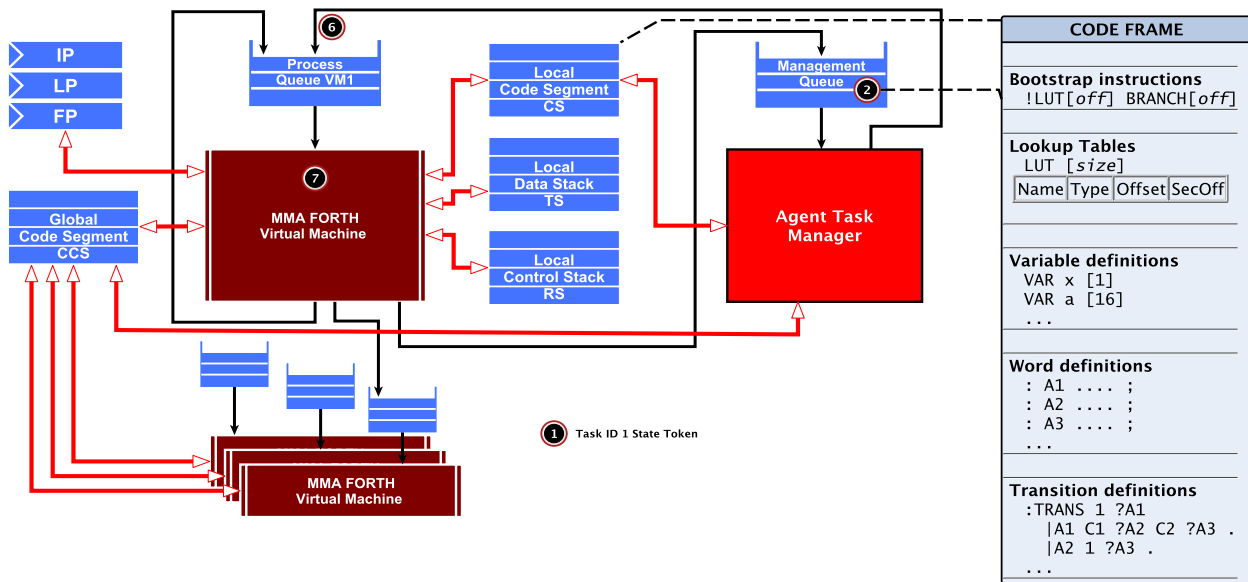 6
IP
LP
FP
Process
Queue VM1
Local
Code Segment
CS
Management
Queue
2
7
MMA FORTH
Virtual Machine
Local
Data Stack
TS
Agent Task
Manager
Global
Code Segment
CCS
Local
Control Stack
RS
1
Task ID 1 State Token
MMA FORTH
Virtual Machine
CODE FRAME
Bootstrap instructions
!LUT[off] BRANCH[off]
Lookup Tables
LUT [size]
Name Type Offset SecOff
Variable definitions
VAR x [1]
VAR a [16]
...
Word definitions
: A1 .... ;
: A2 .... ;
: A3 .... ;
...
Transition definitions
:TRANS 1 ?A1
|A1 C1 ?A2 C2 ?A3 .
|A2 1 ?A3 .
...